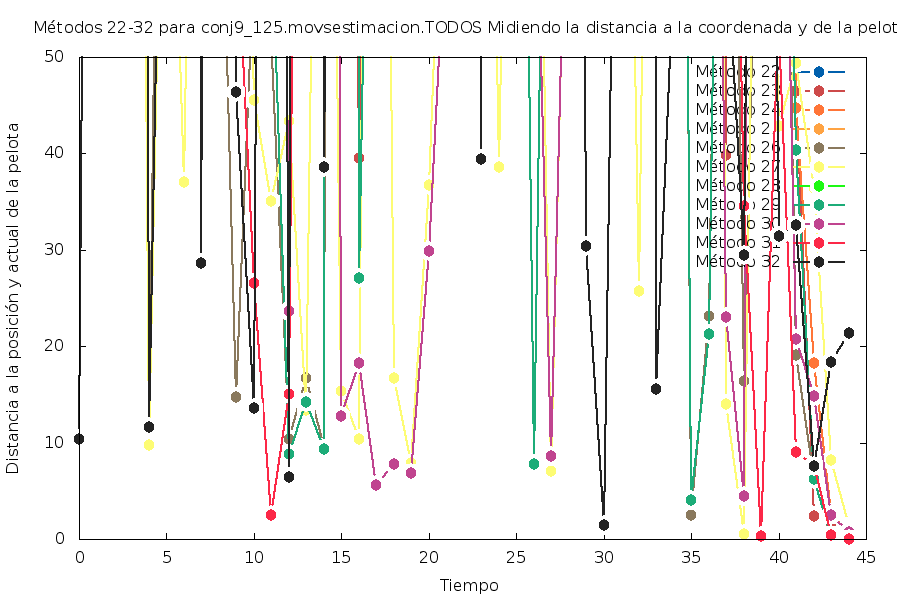 Métodos 22-32 para conj9_125.movsestimacion.TODOS Midiendo la distancia a la coordenada y de la pelot
Distancia a la posición y actual de la pelota
50
40
30
20
10
0
Método 22
Método 23
Método 24
Método
Método 26
Método 27
Método 28
Método 29
Método
Método 31
Método 32
0 5 10 15 20 25 30 35 40 45
Tiempo